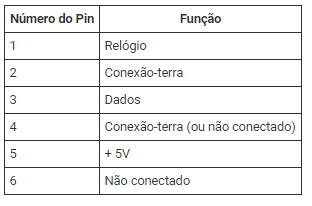 Número do Pin Função
1 Relógio
2 Conexão-terra
3 Dados
4 Conexão-terra (ou não conectado)
5 + 5V
6 Não conectado